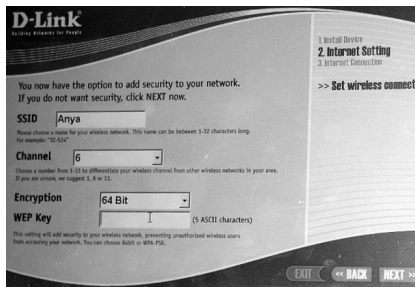 D-Link
Building Networks for People
1. Install Device
2. Internet Setting
3. Internet Connection
>> Set wireless connect
You now have the option to add security to your network.
If you do not want security, click NEXT now.
SSID Anya
Please choose a name for your wireless network. This name can be between 1-32 characters long.
For example: "DI-524"
Channel 6
Choose a number from 1-13 to differentiate your wireless channel from other wireless networks in your area.
If you are unsure, we suggest 1, 6 or 11.
Encryption 64 Bit
WEP Key (5 ASCII characters)
This setting will add security to your wireless network, preventing unauthorized wireless users
from accessing your network. You can choose 64bit or WPA-PSK.
EXIT << BACK NEXT >>